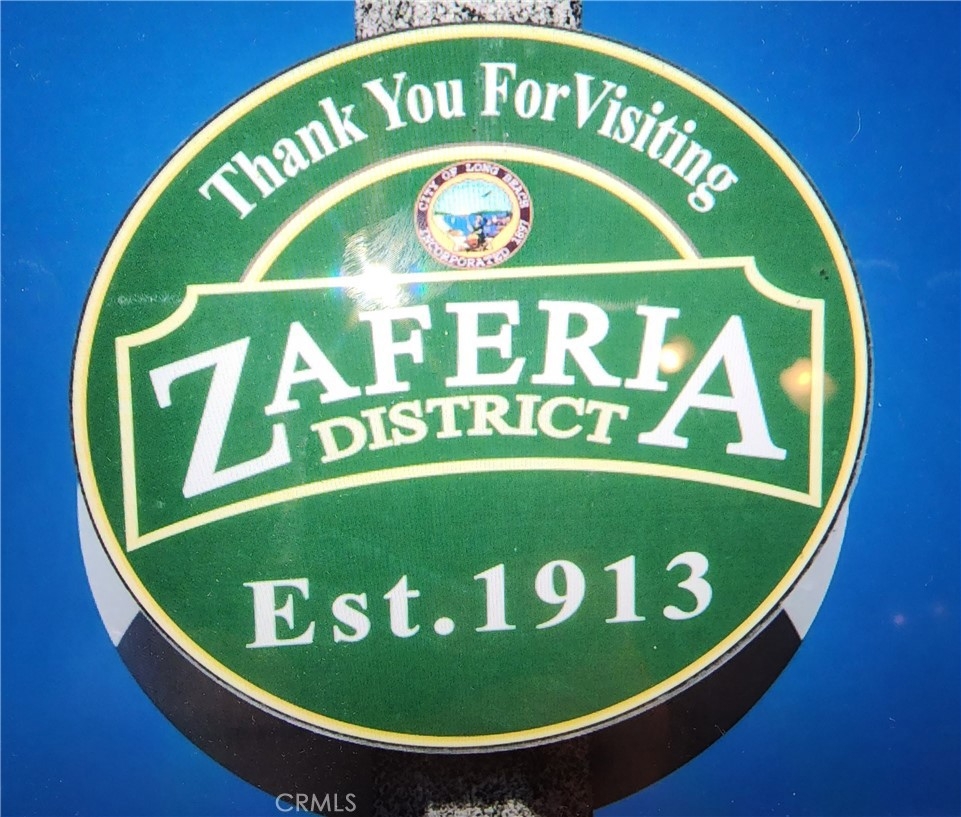 Thank You For Visiting
CITY OF LONG BEACH
INCORPORATED 1897
ZAFERIA
DISTRICT
Est. 1913
CRMLS